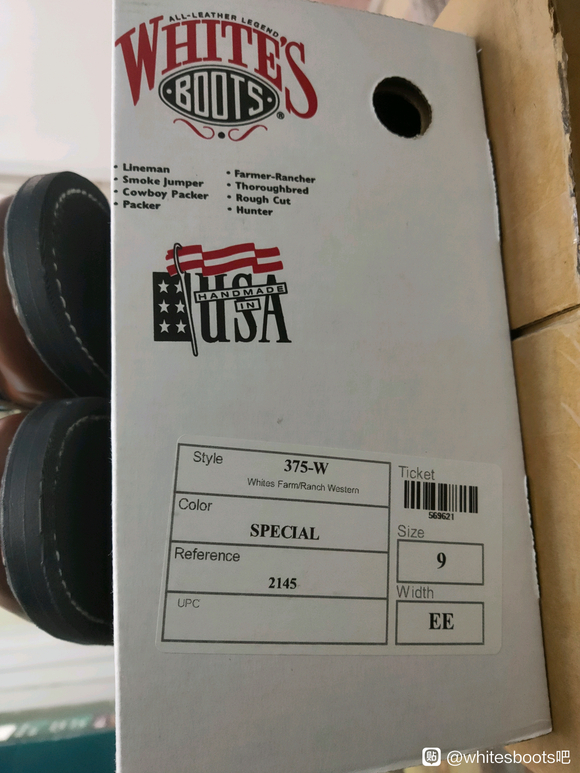 ALL-LEATHER LEGEND
WHITE'S
BOOTS
®
• Lineman
• Smoke Jumper
• Cowboy Packer
• Packer
• Farmer-Rancher
• Thoroughbred
• Rough Cut
• Hunter
HANDMADE
IN
USA
Style
375-W
Whites Farm/Ranch Western
Color
SPECIAL
Reference
2145
UPC
Ticket
569621
Size
9
Width
EE
贴 @whitesboots吧